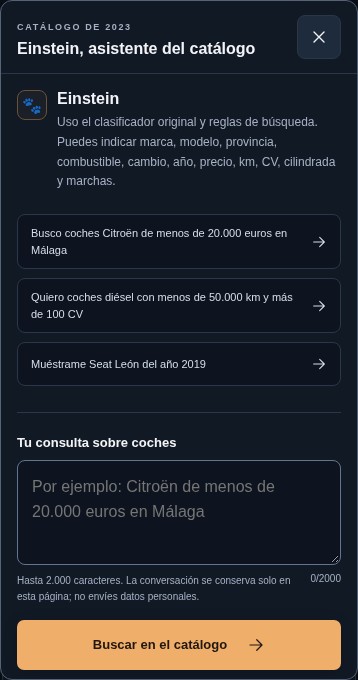 CATÁLOGO DE 2023
Einstein, asistente del catálogo
Einstein
Uso el clasificador original y reglas de búsqueda.
Puedes indicar marca, modelo, provincia,
combustible, cambio, año, precio, km, CV, cilindrada
y marchas.
Busco coches Citroën de menos de 20.000 euros en
Málaga
Quiero coches diésel con menos de 50.000 km y más
de 100 CV
Muéstrame Seat León del año 2019
Tu consulta sobre coches
Por ejemplo: Citroën de menos de
20.000 euros en Málaga
Hasta 2.000 caracteres. La conversación se conserva solo en
esta página; no envíes datos personales.
0/2000
Buscar en el catálogo